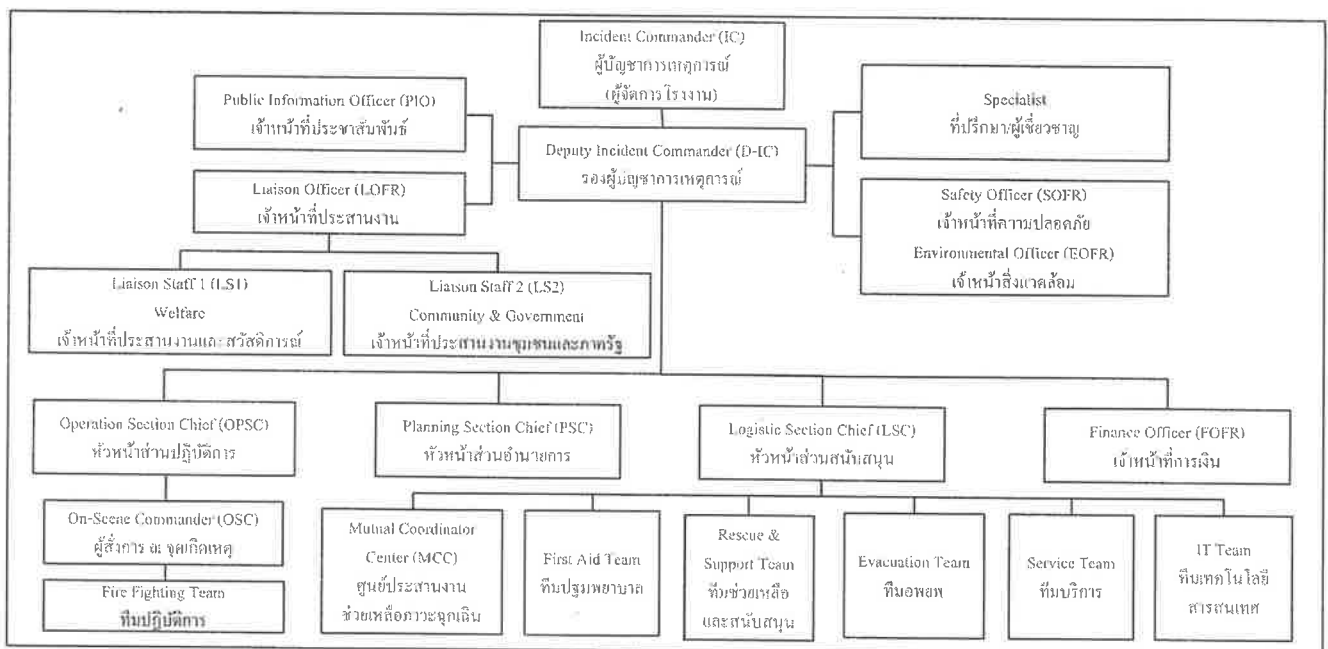 Incident Commander (IC)
ผู้บัญชาการเหตุการณ์
(ผู้จัดการโรงงาน)
Public Information Officer (PIO)
เจ้าหน้าที่ประชาสัมพันธ์
Specialist
ที่ปรึกษา/ผู้เชี่ยวชาญ
Deputy Incident Commander (D-IC)
รองผู้บัญชาการเหตุการณ์
Liaison Officer (LOFR)
เจ้าหน้าที่ประสานงาน
Safety Officer (SOFR)
เจ้าหน้าที่ความปลอดภัย
Environmental Officer (EOFR)
เจ้าหน้าสิ่งแวดล้อม
Liaison Staff 1 (LS1)
Welfare
เจ้าหน้าที่ประสานงานและสวัสดิการณ์
Liaison Staff 2 (LS2)
Community & Government
เจ้าหน้าที่ประสานงานชุมชนและภาครัฐ
Operation Section Chief (OPSC)
หัวหน้าส่วนปฏิบัติการ
Planning Section Chief (PSC)
หัวหน้าส่วนอำนวยการ
Logistic Section Chief (LSC)
หัวหน้าส่วนสนับสนุน
Finance Officer (FOFR)
เจ้าหน้าที่การเงิน
On-Scene Commander (OSC)
ผู้สั่งการ ณ จุดเกิดเหตุ
Fire Fighting Team
ทีมปฏิบัติการ
Mutual Coordinator
Center (MCC)
ศูนย์ประสานงาน
ช่วยเหลือภาวะฉุกเฉิน
First Aid Team
ทีมปฐมพยาบาล
Rescue &
Support Team
ทีมช่วยเหลือ
และสนับสนุน
Evacuation Team
ทีมอพยพ
Service Team
ทีมบริการ
IT Team
ทีมเทคโนโลยี
สารสนเทศ